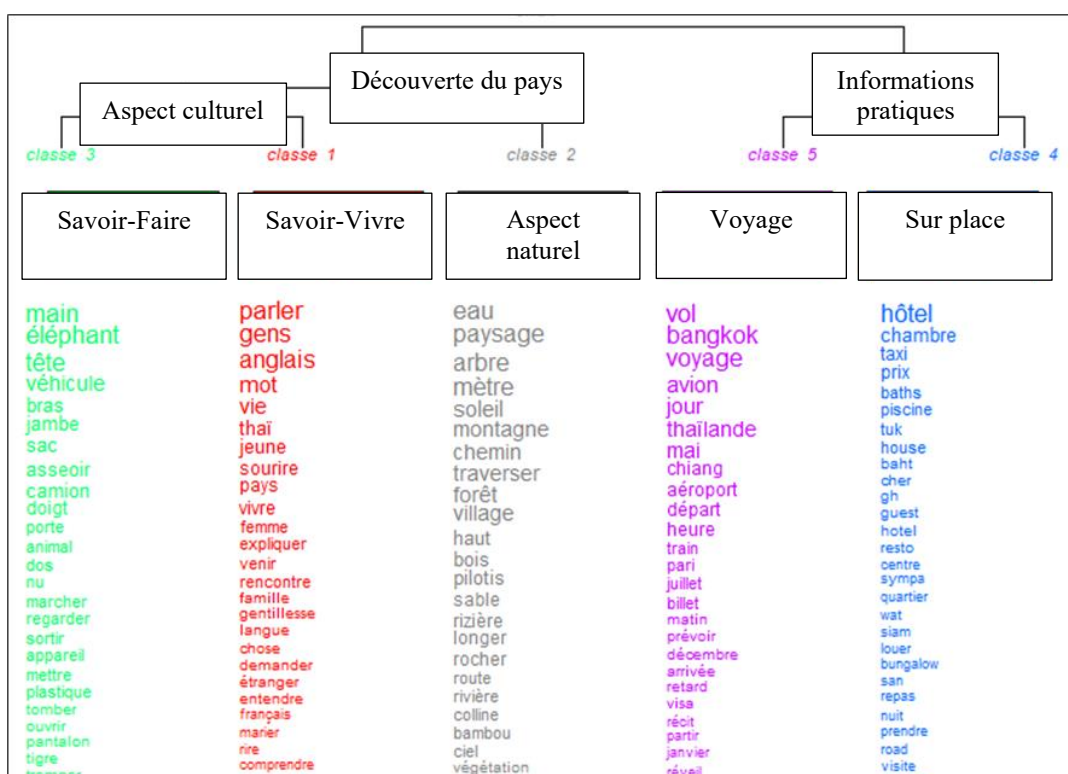 Découverte du pays
Informations
pratiques
Aspect culturel
classe 3
classe 1
classe 2
classe 5
classe 4
Savoir-Faire
Savoir-Vivre
Aspect
naturel
Voyage
Sur place
main
éléphant
tête
véhicule
bras
jambe
sac
asseoir
camion
doigt
porte
animal
dos
nu
marcher
regarder
sortir
appareil
mettre
plastique
tomber
ouvrir
pantalon
tigre
parler
gens
anglais
mot
vie
thaï
jeune
sourire
pays
vivre
femme
expliquer
venir
rencontre
famille
gentillesse
langue
chose
demander
étranger
entendre
français
marier
rire
comprendre
eau
paysage
arbre
mètre
soleil
montagne
chemin
traverser
forêt
village
haut
bois
pilotis
sable
rizière
longer
rocher
route
rivière
colline
bambou
ciel
végétation
vol
bangkok
voyage
avion
jour
thaïlande
mai
chiang
aéroport
départ
heure
train
pari
juillet
billet
matin
prévoir
décembre
arrivée
retard
visa
récit
partir
janvier
réveil
hôtel
chambre
taxi
prix
baths
piscine
tuk
house
baht
cher
gh
guest
hotel
resto
centre
sympa
quartier
wat
siam
louer
bungalow
san
repas
nuit
prendre
road
visite